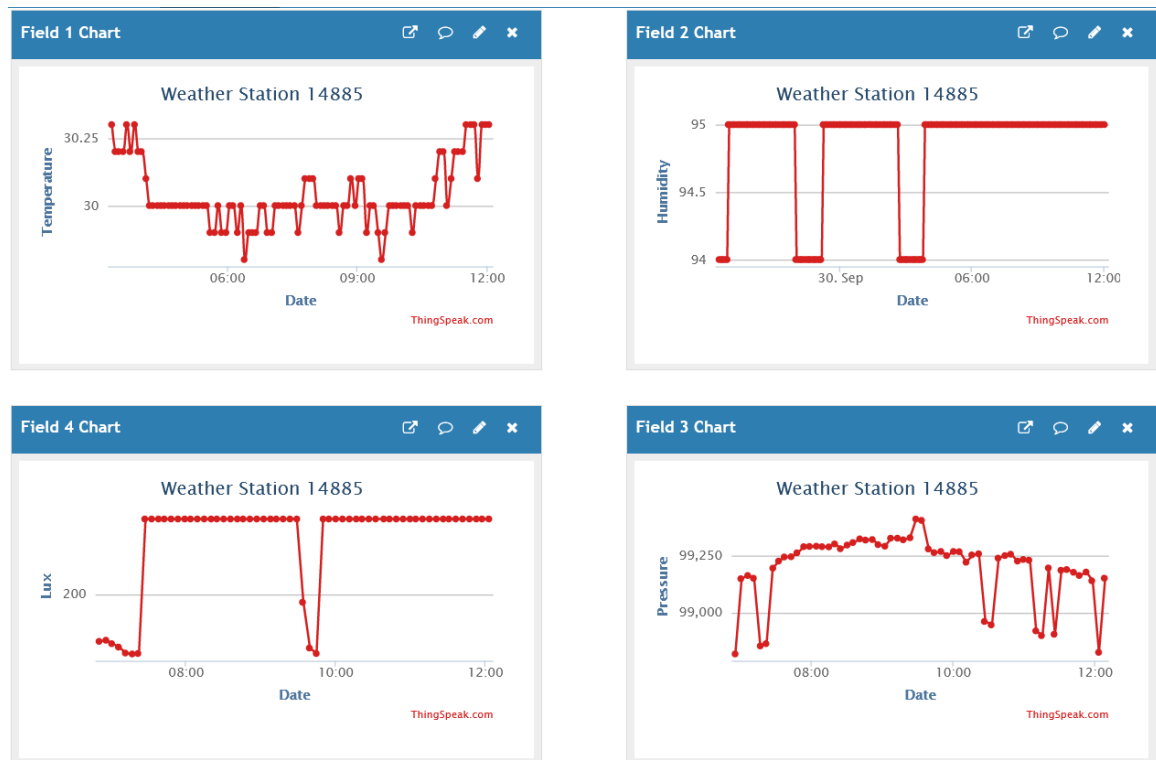 Field 1 Chart
Weather Station 14885
Temperature
30.25
30
06:00 09:00 12:00
Date
ThingSpeak.com
Field 2 Chart
Weather Station 14885
Humidity
95
94.5
94
30. Sep 06:00 12:00
Date
ThingSpeak.com
Field 4 Chart
Weather Station 14885
Lux
200
08:00 10:00 12:00
Date
ThingSpeak.com
Field 3 Chart
Weather Station 14885
Pressure
99,250
99,000
08:00 10:00 12:00
Date
ThingSpeak.com